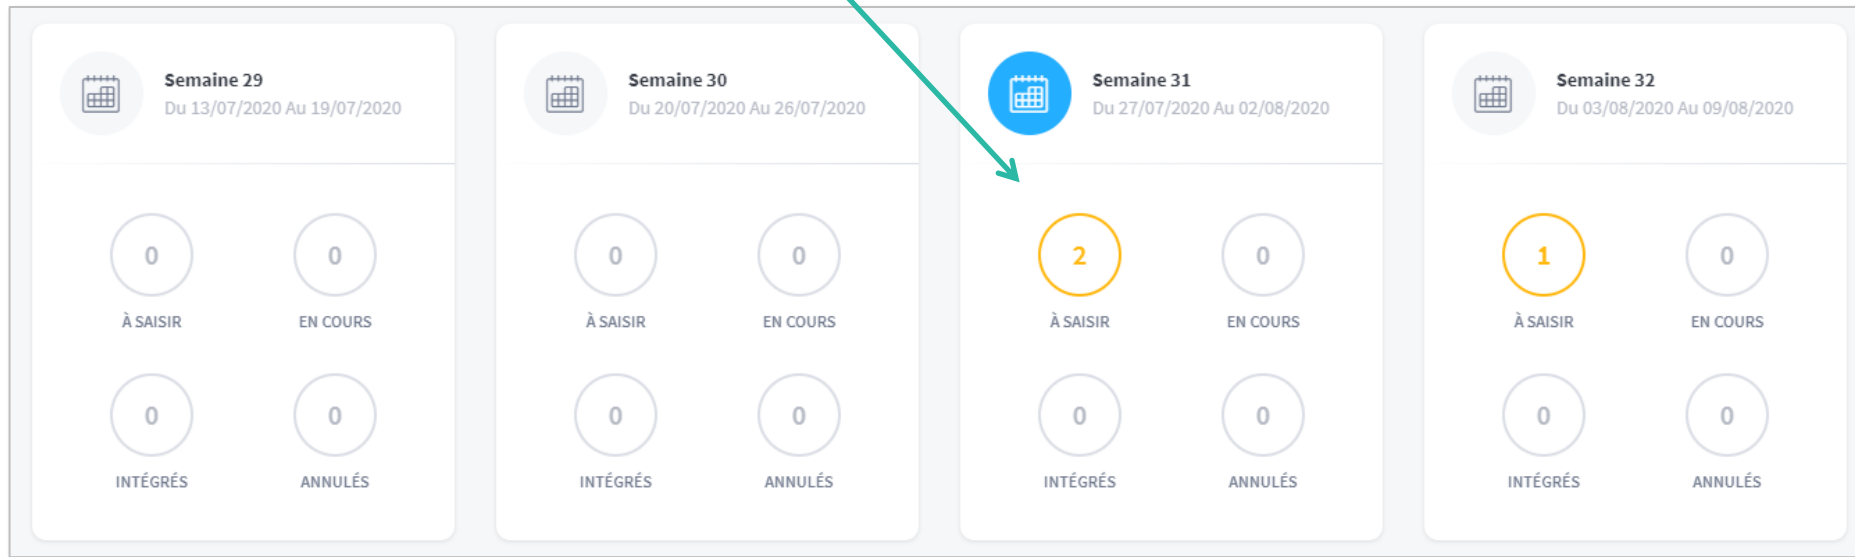 Semaine 29
Du 13/07/2020 Au 19/07/2020
0
0
À SAISIR
EN COURS
0
0
INTÉGRÉS
ANNULÉS
Semaine 30
Du 20/07/2020 Au 26/07/2020
0
0
À SAISIR
EN COURS
0
0
INTÉGRÉS
ANNULÉS
Semaine 31
Du 27/07/2020 Au 02/08/2020
2
0
À SAISIR
EN COURS
0
0
INTÉGRÉS
ANNULÉS
Semaine 32
Du 03/08/2020 Au 09/08/2020
1
0
À SAISIR
EN COURS
0
0
INTÉGRÉS
ANNULÉS